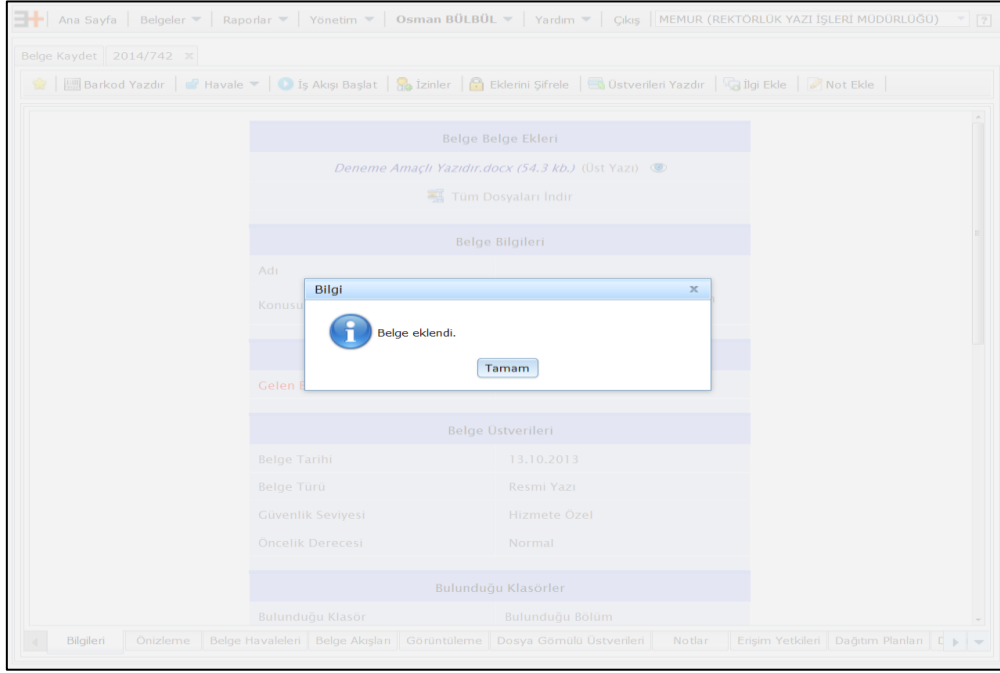 Ana Sayfa Belgeler Raporlar Yönetim Osman BÜLBÜL Yardım Çıkış MEMUR (REKTÖRLÜK YAZI İŞLERİ MÜDÜRLÜĞÜ) ?
Belge Kaydet 2014/742 x
Barkod Yazdır Havale İş Akışı Başlat İzinler Eklerini Şifrele Üstverileri Yazdır İlgi Ekle Not Ekle
Belge Belge Ekleri
Deneme Amaçlı Yazıdır.docx (54.3 kb.) (Üst Yazı)
Tüm Dosyaları İndir
Belge Bilgileri
Adı
Bilgi x
Konusu
Belge eklendi.
Tamam
Gelen
Belge Üstverileri
Belge Tarihi 13.10.2013
Belge Türü Resmi Yazı
Güvenlik Seviyesi Hizmete Özel
Öncelik Derecesi Normal
Bulunduğu Klasörler
Bulunduğu Klasör Bulunduğu Bölüm
Bilgileri Önizleme Belge Havaleleri Belge Akışları Görüntüleme Dosya Gömülü Üstverileri Notlar Erişim Yetkileri Dağıtım Planları